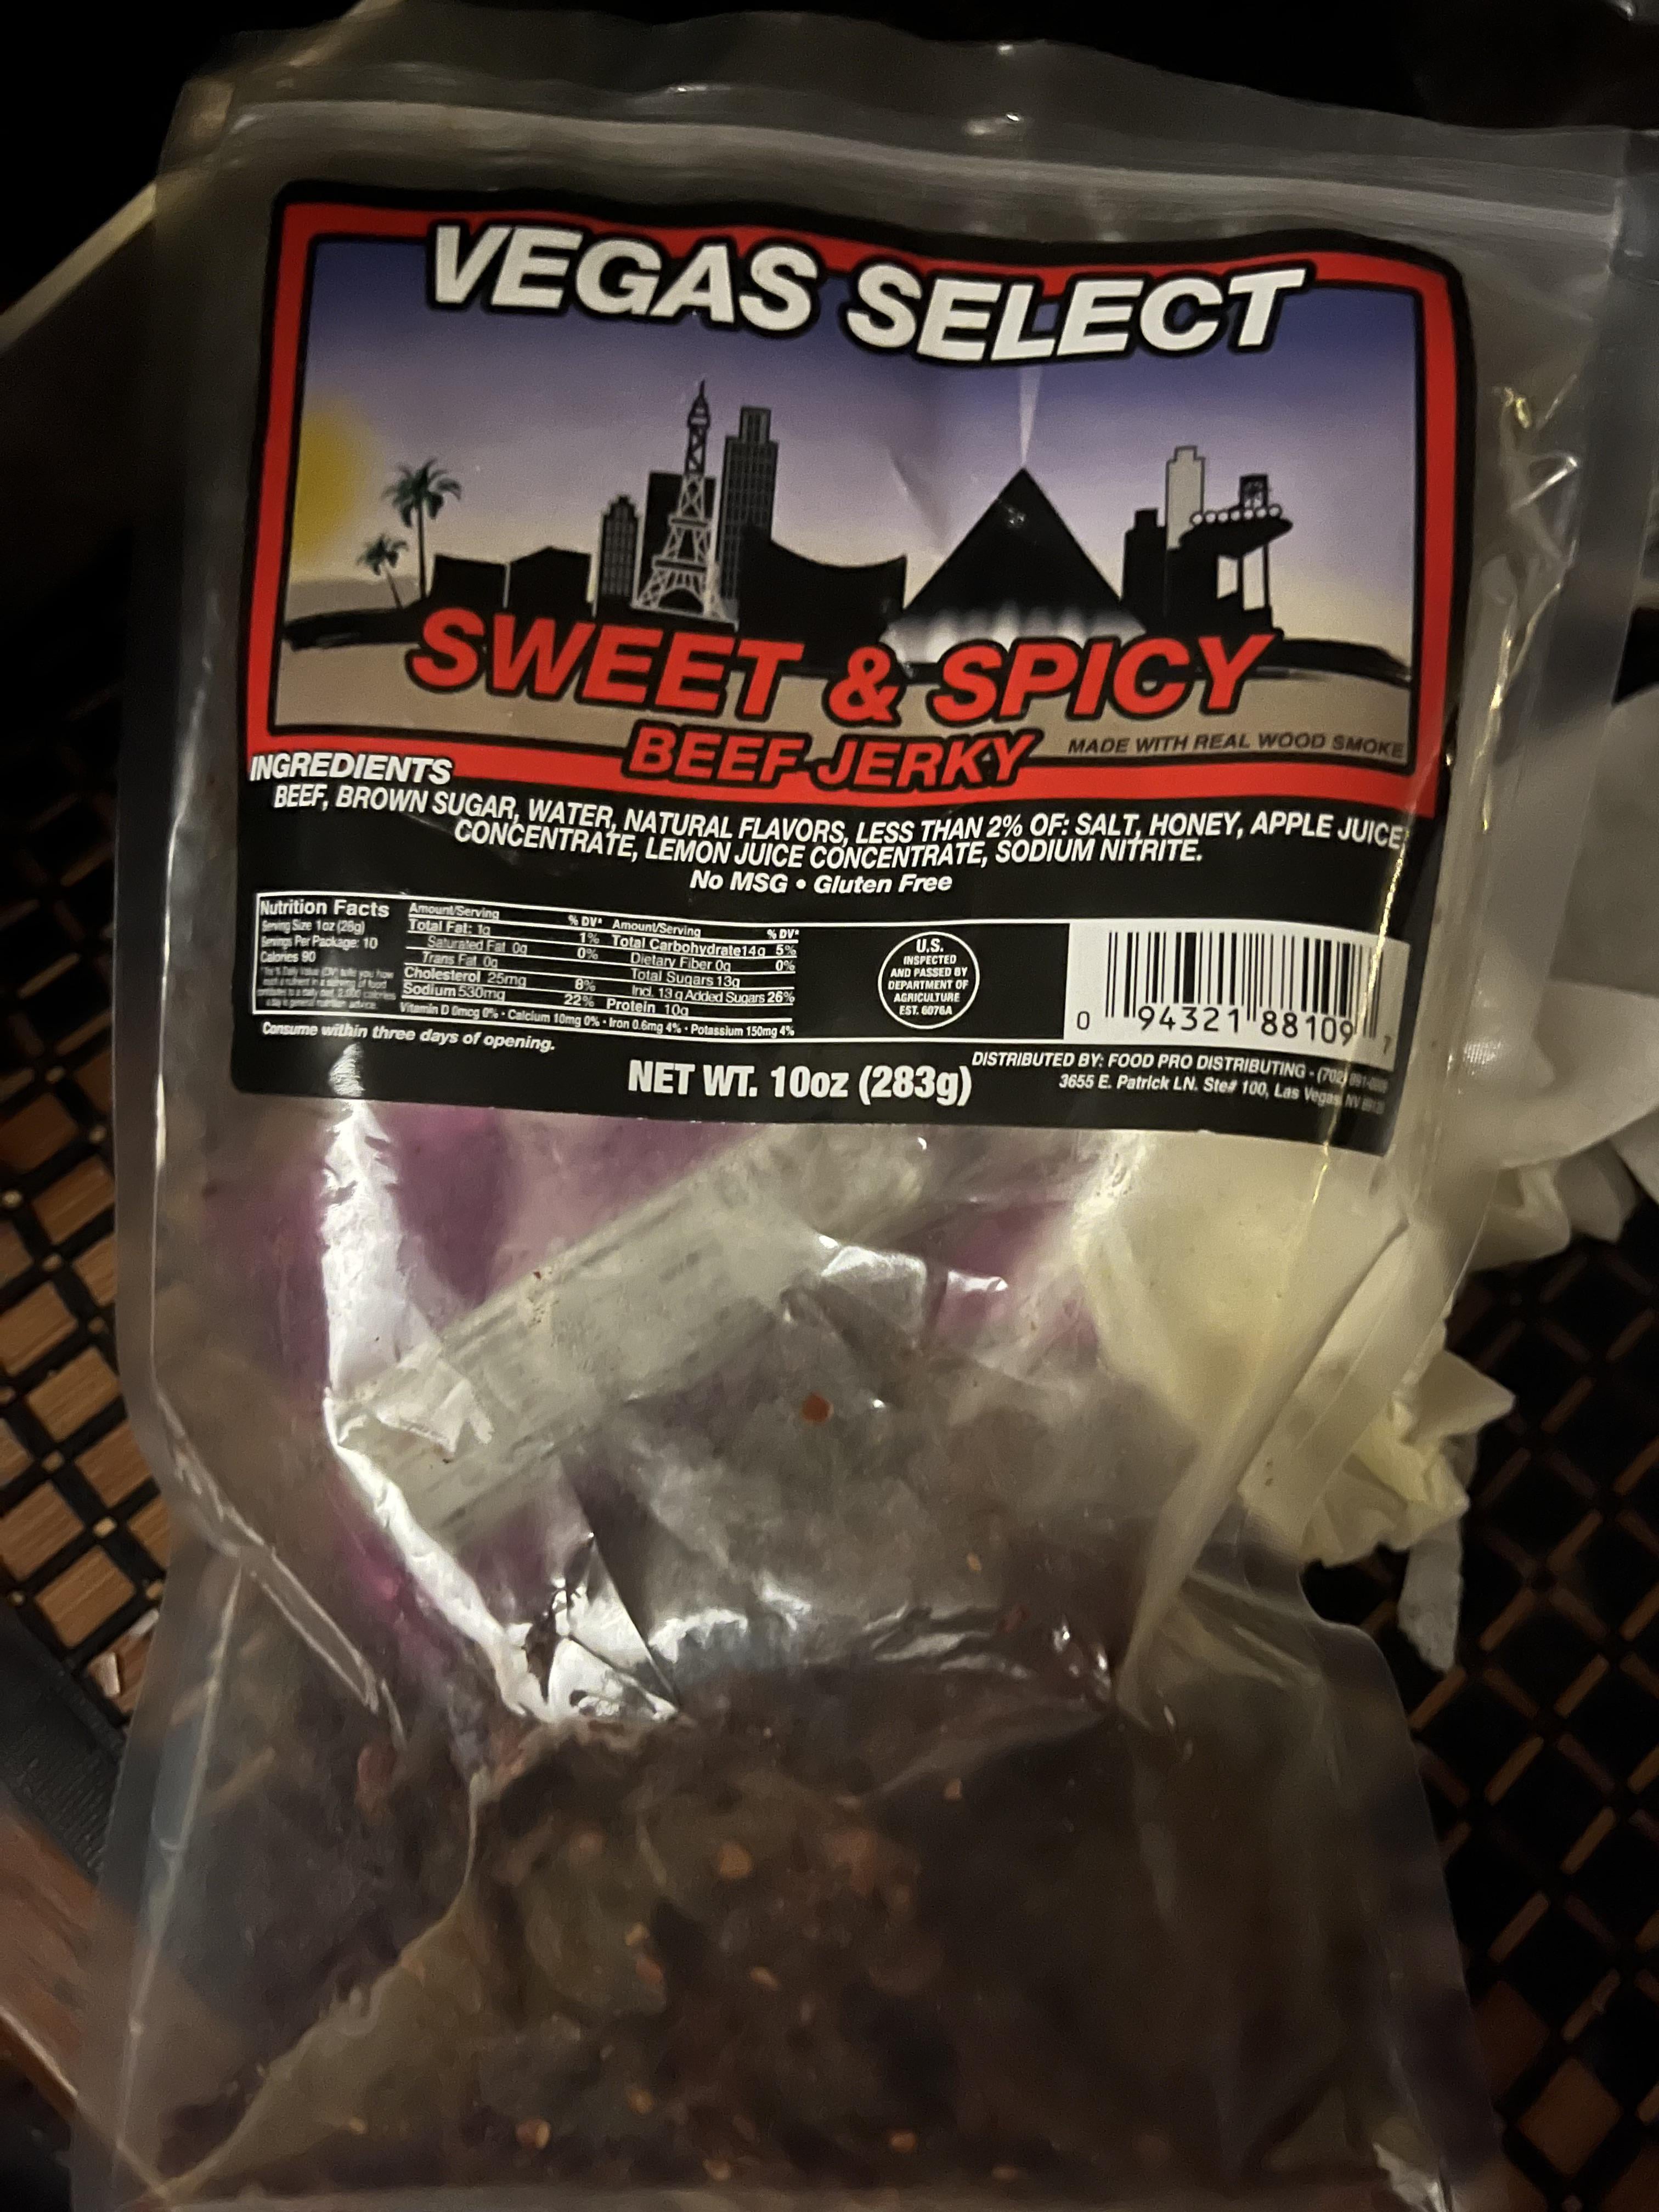 VEGAS SELECT
SWEET & SPICY
BEEF JERKY
MADE WITH REAL WOOD SMOKE
INGREDIENTS
BEEF, BROWN SUGAR, WATER, NATURAL FLAVORS, LESS THAN 2% OF: SALT, HONEY, APPLE JUICE
CONCENTRATE, LEMON JUICE CONCENTRATE, SODIUM NITRITE.
No MSG • Gluten Free
Nutrition Facts
Serving Size 1oz (28g)
Servings Per Package: 10
Calories 90
Amount/Serving % DV*
Total Fat: 1g 1%
Saturated Fat 0g 0%
Trans Fat 0g
Cholesterol 25mg 8%
Sodium 530mg 22%
Amount/Serving % DV*
Total Carbohydrate 14g 5%
Dietary Fiber 0g 0%
Total Sugars 13g
Incl. 13g Added Sugars 26%
Protein 10g
Vitamin D 0mcg 0% • Calcium 10mg 0% • Iron 0.6mg 4% • Potassium 150mg 4%
U.S.
INSPECTED
AND PASSED BY
DEPARTMENT OF
AGRICULTURE
EST. 6076A
0 94321 88109 7
Consume within three days of opening.
NET WT. 10oz (283g)
DISTRIBUTED BY: FOOD PRO DISTRIBUTING - (702)
3655 E. Patrick LN. Ste# 100, Las Vegas NV